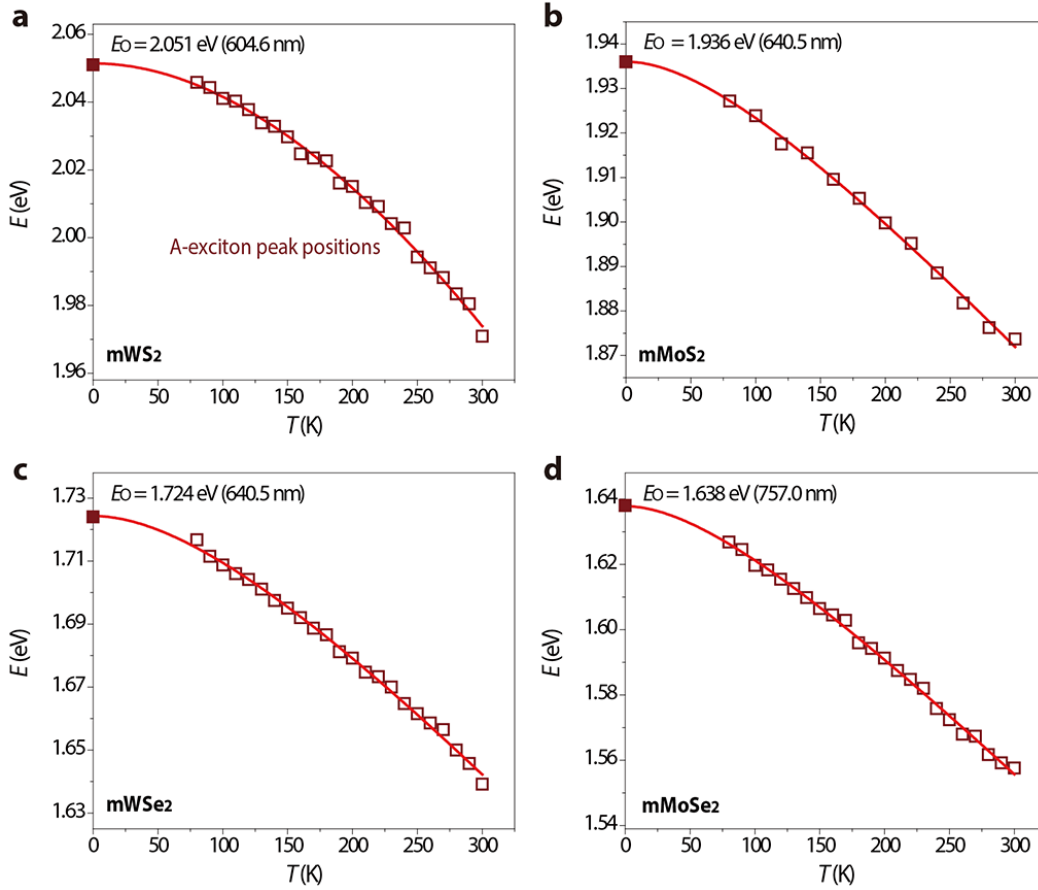 a
EO = 2.051 eV (604.6 nm)
2.06
2.04
2.02
2.00
1.98
1.96
E (eV)
A-exciton peak positions
mWS2
0 50 100 150 200 250 300
T (K)
b
EO = 1.936 eV (640.5 nm)
1.94
1.93
1.92
1.91
1.90
1.89
1.88
1.87
E (eV)
mMoS2
0 50 100 150 200 250 300
T (K)
c
EO = 1.724 eV (640.5 nm)
1.73
1.71
1.69
1.67
1.65
1.63
E (eV)
mWSe2
0 50 100 150 200 250 300
T (K)
d
EO = 1.638 eV (757.0 nm)
1.64
1.62
1.60
1.58
1.56
1.54
E (eV)
mMoSe2
0 50 100 150 200 250 300
T (K)